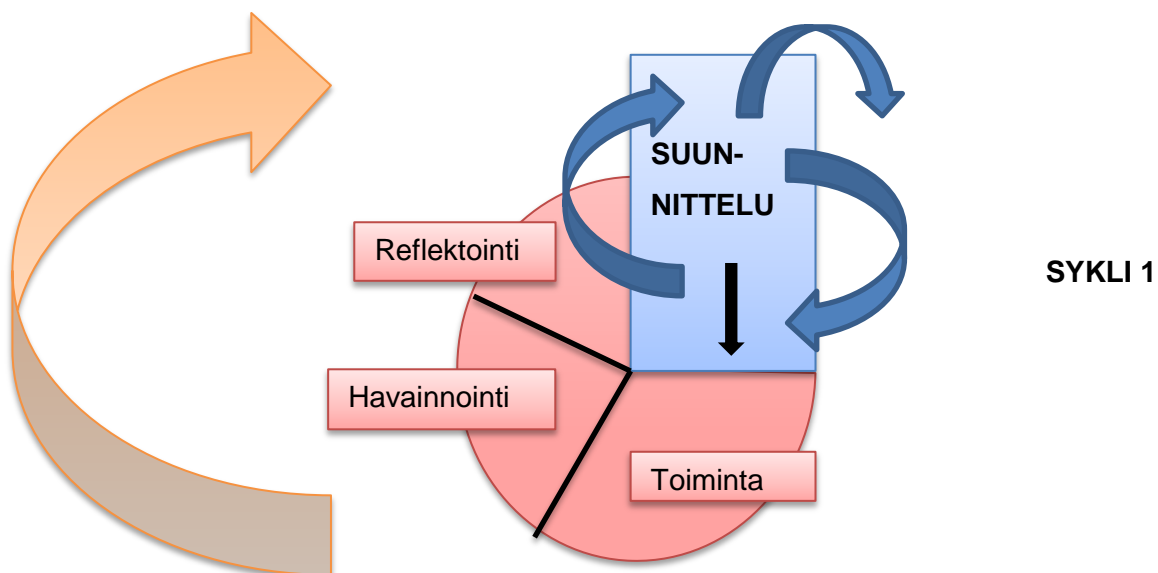 SUUN-
NITTELU
Reflektointi
SYKLI 1
Havainnointi
Toiminta